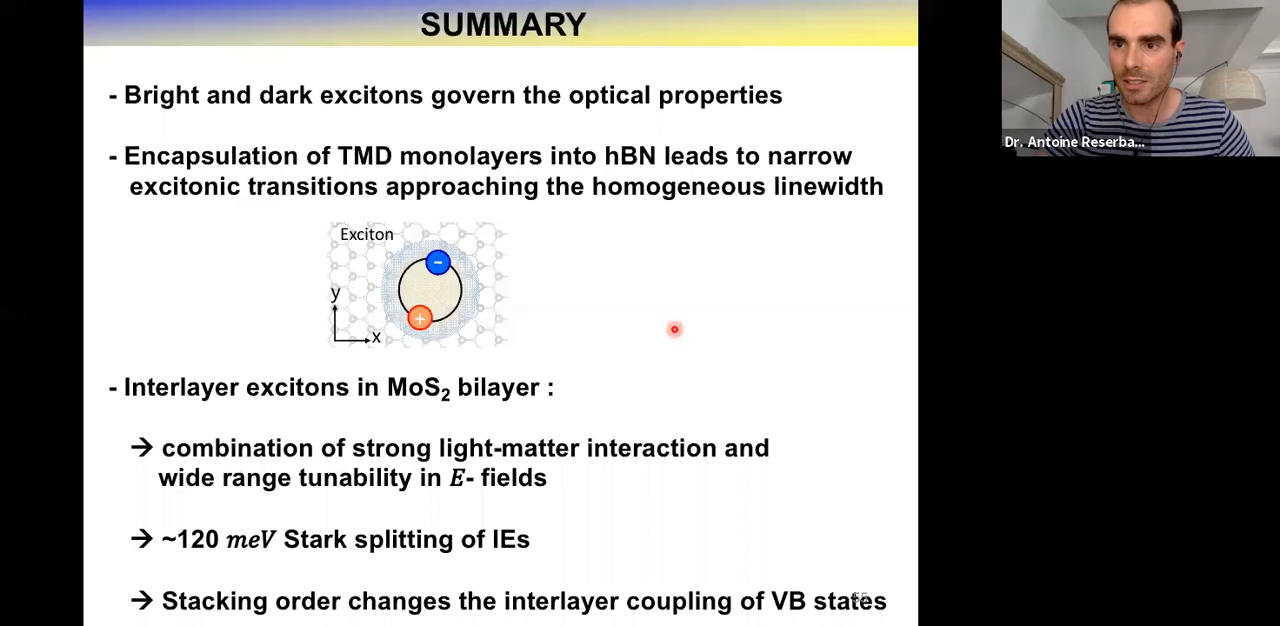 SUMMARY
- Bright and dark excitons govern the optical properties
- Encapsulation of TMD monolayers into hBN leads to narrow
excitonic transitions approaching the homogeneous linewidth
Exciton
−
y
+
x
Dr. Antoine Reserba...
- Interlayer excitons in MoS₂ bilayer :
→ combination of strong light-matter interaction and
wide range tunability in E- fields
→ ~120 meV Stark splitting of IEs
→ Stacking order changes the interlayer coupling of VB states